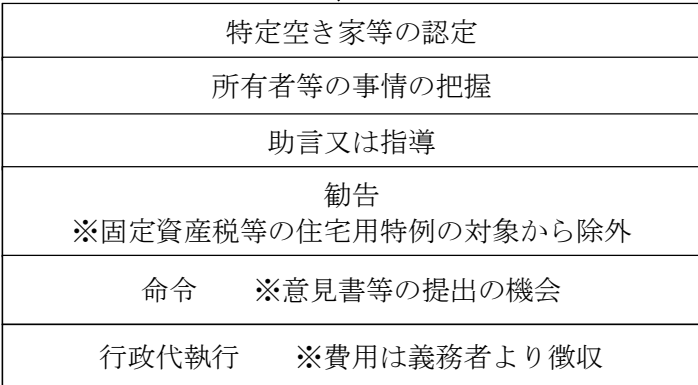 特定空き家等の認定
所有者等の事情の把握
助言又は指導
勧告
※固定資産税等の住宅用特例の対象から除外
命令　　※意見書等の提出の機会
行政代執行　　※費用は義務者より徴収